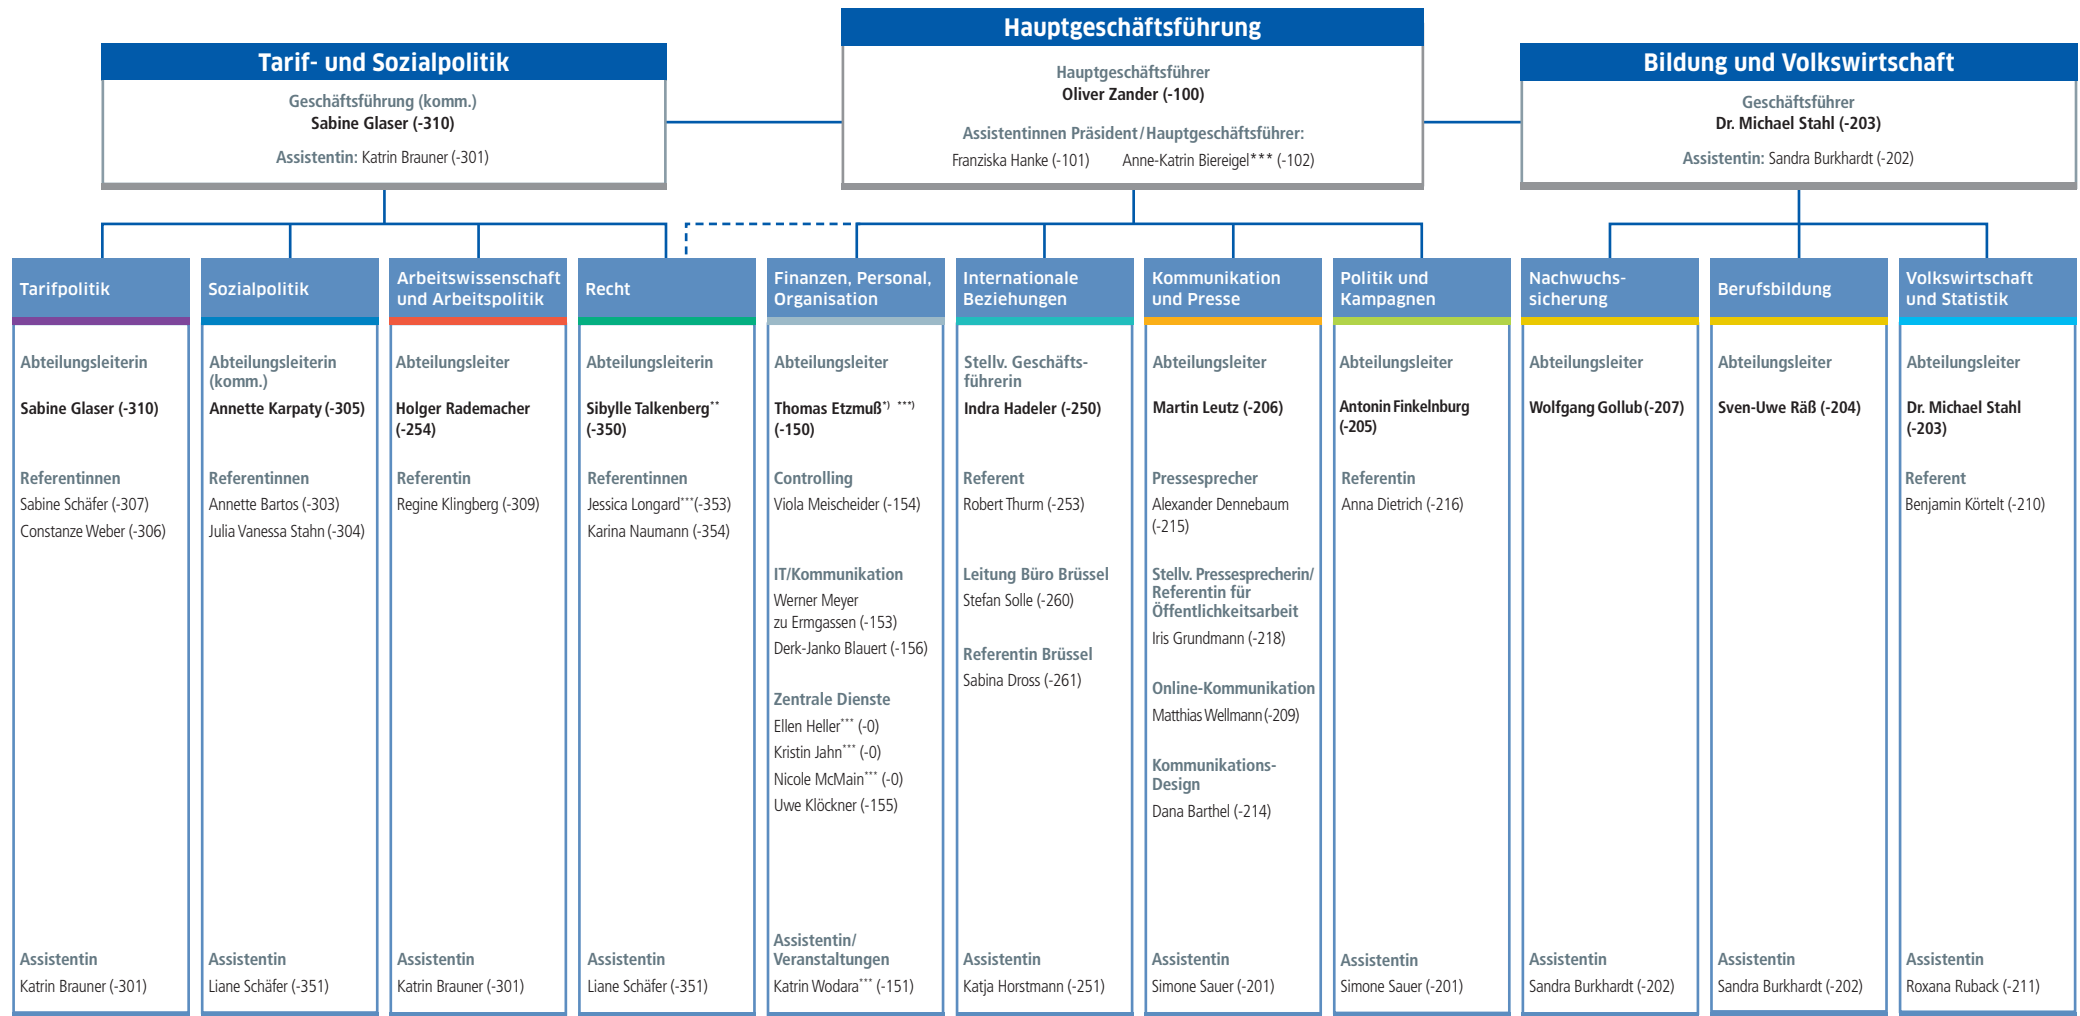 Hauptgeschäftsführung
Hauptgeschäftsführer
Oliver Zander (-100)
Assistentinnen Präsident/Hauptgeschäftsführer:
Franziska Hanke (-101) Anne-Katrin Biereigel*** (-102)
Tarif- und Sozialpolitik
Geschäftsführung (komm.)
Sabine Glaser (-310)
Assistentin: Katrin Brauner (-301)
Bildung und Volkswirtschaft
Geschäftsführer
Dr. Michael Stahl (-203)
Assistentin: Sandra Burkhardt (-202)
Tarifpolitik
Abteilungsleiterin
Sabine Glaser (-310)
Referentinnen
Sabine Schäfer (-307)
Constanze Weber (-306)
Assistentin
Katrin Brauner (-301)
Sozialpolitik
Abteilungsleiterin
(komm.)
Annette Karpaty (-305)
Referentinnen
Annette Bartos (-303)
Julia Vanessa Stahn (-304)
Assistentin
Liane Schäfer (-351)
Arbeitswissenschaft
und Arbeitspolitik
Abteilungsleiter
Holger Rademacher
(-254)
Referentin
Regine Klingberg (-309)
Assistentin
Katrin Brauner (-301)
Recht
Abteilungsleiterin
Sibylle Talkenberg**
(-350)
Referentinnen
Jessica Longard***(-353)
Karina Naumann (-354)
Assistentin
Liane Schäfer (-351)
Finanzen, Personal,
Organisation
Abteilungsleiter
Thomas Etzmuß*) ***)
(-150)
Controlling
Viola Meischeider (-154)
IT/Kommunikation
Werner Meyer
zu Ermgassen (-153)
Derk-Janko Blauert (-156)
Zentrale Dienste
Ellen Heller*** (-0)
Kristin Jahn*** (-0)
Nicole McMain*** (-0)
Uwe Klöckner (-155)
Assistentin/
Veranstaltungen
Katrin Wodara*** (-151)
Internationale
Beziehungen
Stellv. Geschäfts-
führerin
Indra Hadeler (-250)
Referent
Robert Thurm (-253)
Leitung Büro Brüssel
Stefan Solle (-260)
Referentin Brüssel
Sabina Dross (-261)
Assistentin
Katja Horstmann (-251)
Kommunikation
und Presse
Abteilungsleiter
Martin Leutz (-206)
Pressesprecher
Alexander Dennebaum
(-215)
Stellv. Pressesprecherin/
Referentin für
Öffentlichkeitsarbeit
Iris Grundmann (-218)
Online-Kommunikation
Matthias Wellmann (-209)
Kommunikations-
Design
Dana Barthel (-214)
Assistentin
Simone Sauer (-201)
Politik und
Kampagnen
Abteilungsleiter
Antonin Finkelnburg
(-205)
Referentin
Anna Dietrich (-216)
Assistentin
Simone Sauer (-201)
Nachwuchs-
sicherung
Abteilungsleiter
Wolfgang Gollub (-207)
Assistentin
Sandra Burkhardt (-202)
Berufsbildung
Abteilungsleiter
Sven-Uwe Räß (-204)
Assistentin
Sandra Burkhardt (-202)
Volkswirtschaft
und Statistik
Abteilungsleiter
Dr. Michael Stahl
(-203)
Referent
Benjamin Körtelt (-210)
Assistentin
Roxana Ruback (-211)